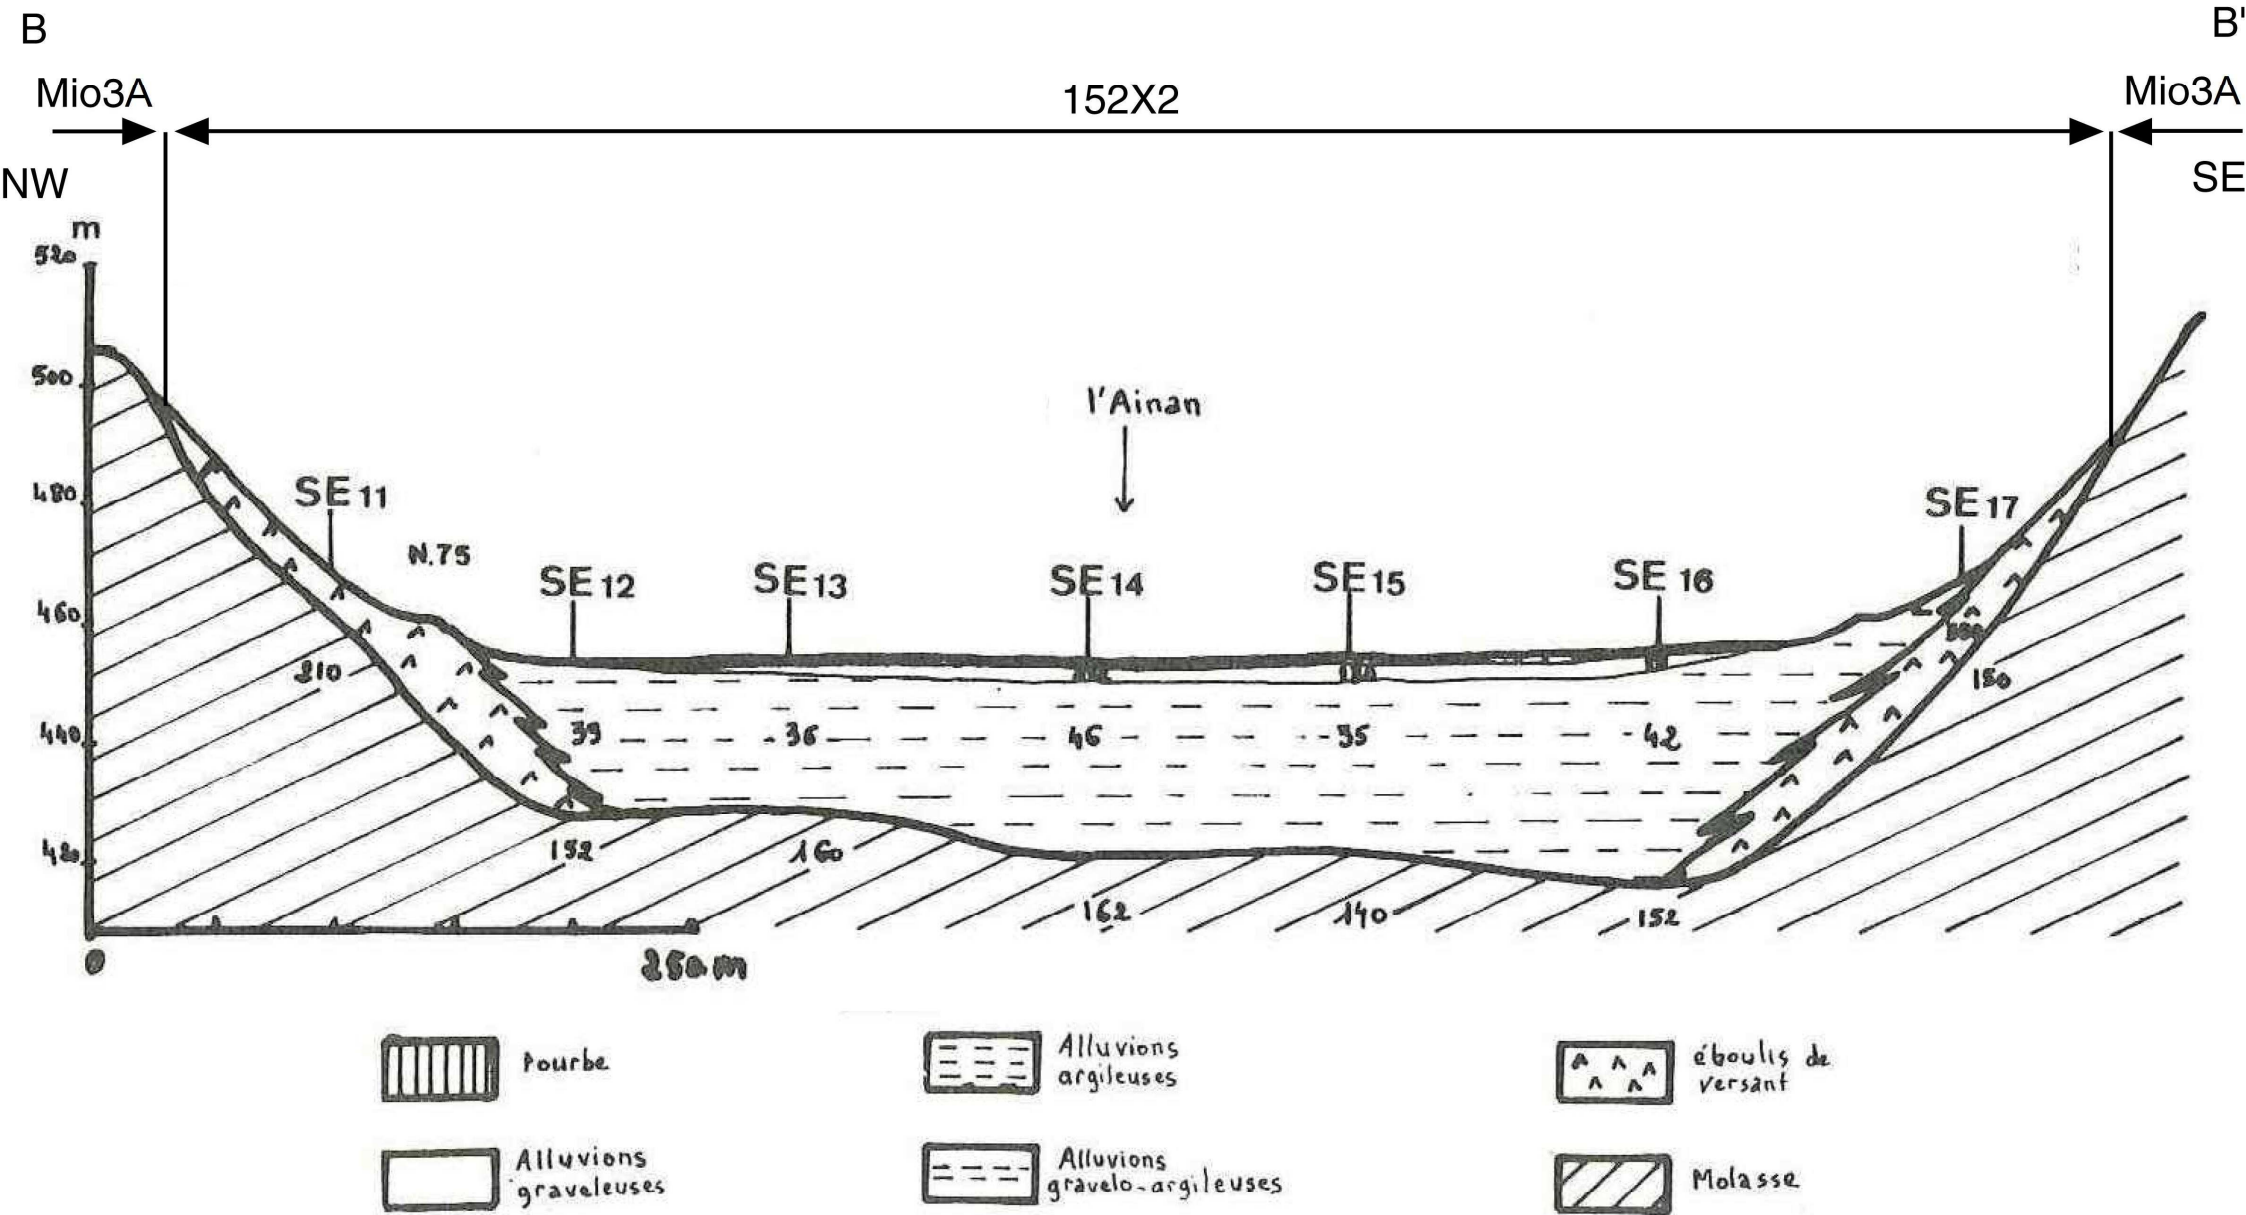 B
B'
Mio3A
152X2
Mio3A
NW
SE
m
520
500
l'Ainan
480
SE 11
SE 17
N.75
SE 12
SE 13
SE 14
SE 15
SE 16
460
210
150
440
39
36
46
35
42
420
152
160
162
140
152
0
250m
Tourbe
Alluvions
argileuses
éboulis de
versant
Alluvions
graveleuses
Alluvions
gravelo-argileuses
Molasse